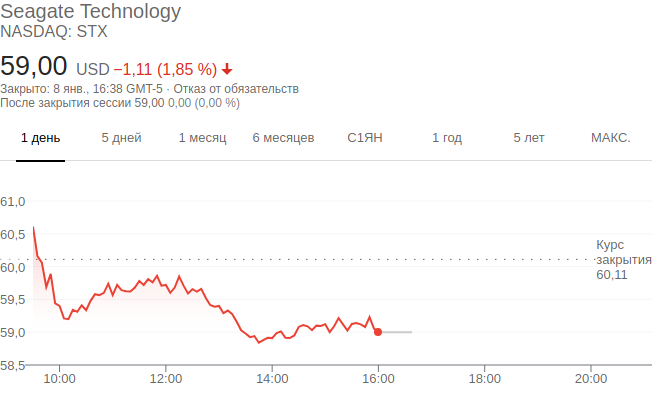 Seagate Technology
NASDAQ: STX
59,00 USD −1,11 (1,85 %)
Закрыто: 8 янв., 16:38 GMT-5 · Отказ от обязательств
После закрытия сессии 59,00 0,00 (0,00 %)
1 день 5 дней 1 месяц 6 месяцев С1ЯН 1 год 5 лет МАКС.
61,0
60,5
Курс
закрытия
60,11
60,0
59,5
59,0
58,5
10:00 12:00 14:00 16:00 18:00 20:00